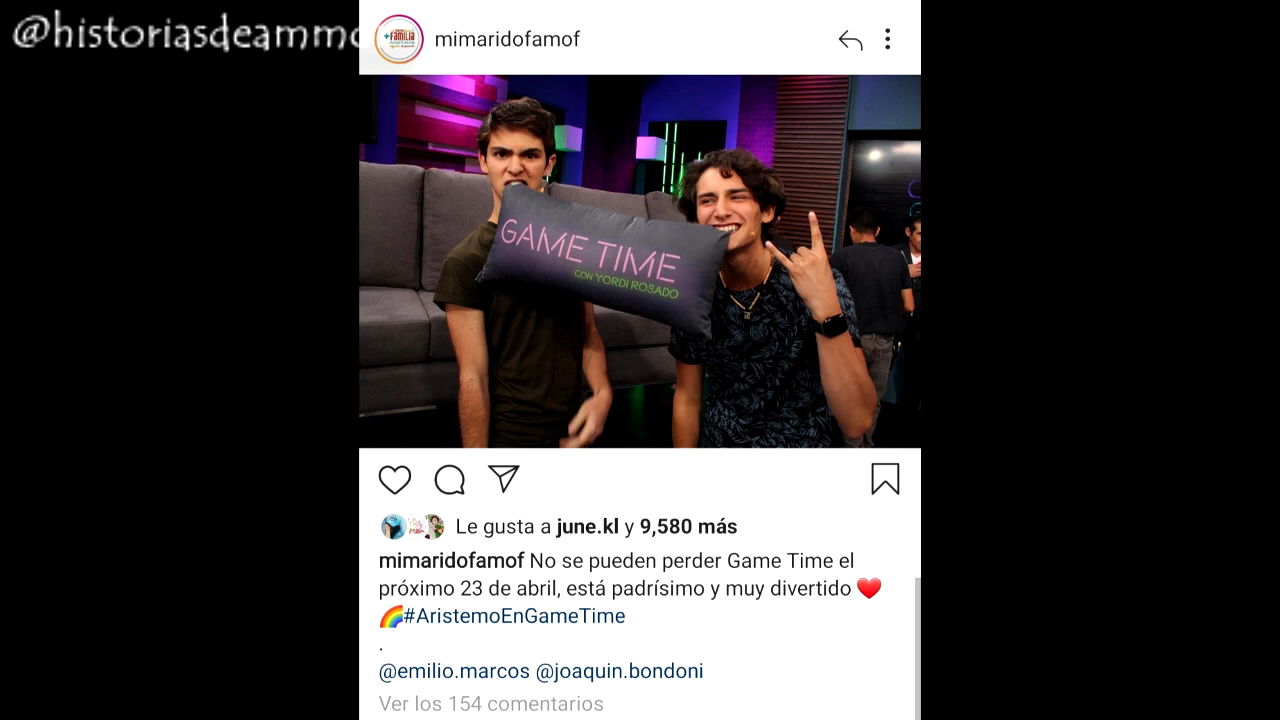 @historiasdeammo
mimaridofamof
+FAMILIA
GAME TIME
CON YORDI ROSADO
Le gusta a june.kl y 9,580 más
mimaridofamof No se pueden perder Game Time el
próximo 23 de abril, está padrísimo y muy divertido ❤️
🌈#AristemoEnGameTime
.
@emilio.marcos @joaquin.bondoni
Ver los 154 comentarios